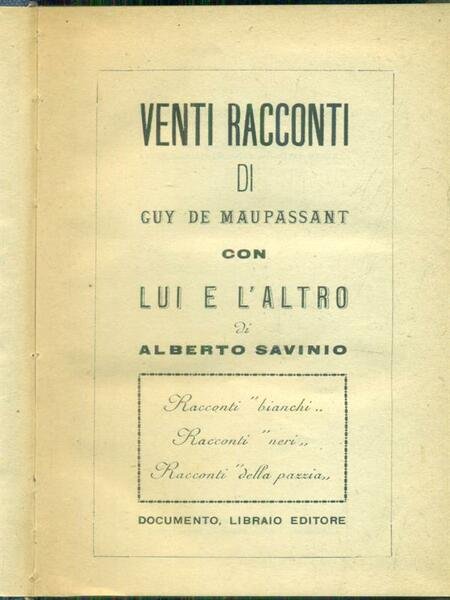 VENTI RACCONTI
DI
GUY DE MAUPASSANT
CON
LUI E L'ALTRO
di
ALBERTO SAVINIO
Racconti "bianchi„
Racconti "neri„
Racconti "della pazzia„
DOCUMENTO, LIBRAIO EDITORE